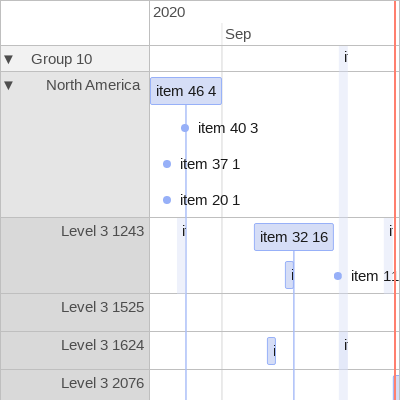 2020
Sep
▼ Group 10
▼ North America
item 46 4
item 40 3
item 37 1
item 20 1
Level 3 1243
item 32 16
item 11
Level 3 1525
Level 3 1624
Level 3 2076